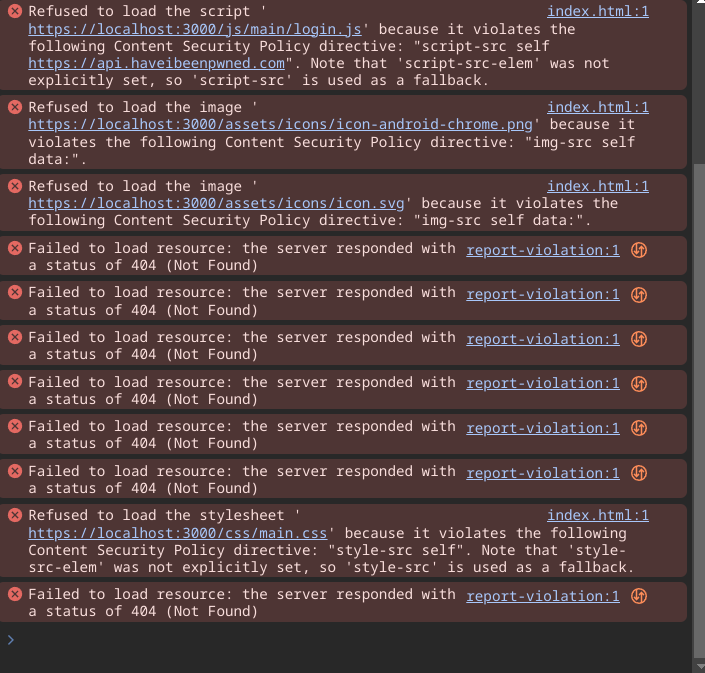 Refused to load the script ' index.html:1
https://localhost:3000/js/main/login.js' because it violates the
following Content Security Policy directive: "script-src self
https://api.haveibeenpwned.com". Note that 'script-src-elem' was not
explicitly set, so 'script-src' is used as a fallback.
Refused to load the image ' index.html:1
https://localhost:3000/assets/icons/icon-android-chrome.png' because it
violates the following Content Security Policy directive: "img-src self
data:".
Refused to load the image ' index.html:1
https://localhost:3000/assets/icons/icon.svg' because it violates the
following Content Security Policy directive: "img-src self data:".
Failed to load resource: the server responded with report-violation:1
a status of 404 (Not Found)
Failed to load resource: the server responded with report-violation:1
a status of 404 (Not Found)
Failed to load resource: the server responded with report-violation:1
a status of 404 (Not Found)
Failed to load resource: the server responded with report-violation:1
a status of 404 (Not Found)
Failed to load resource: the server responded with report-violation:1
a status of 404 (Not Found)
Failed to load resource: the server responded with report-violation:1
a status of 404 (Not Found)
Refused to load the stylesheet ' index.html:1
https://localhost:3000/css/main.css' because it violates the following
Content Security Policy directive: "style-src self". Note that 'style-
src-elem' was not explicitly set, so 'style-src' is used as a fallback.
Failed to load resource: the server responded with report-violation:1
a status of 404 (Not Found)